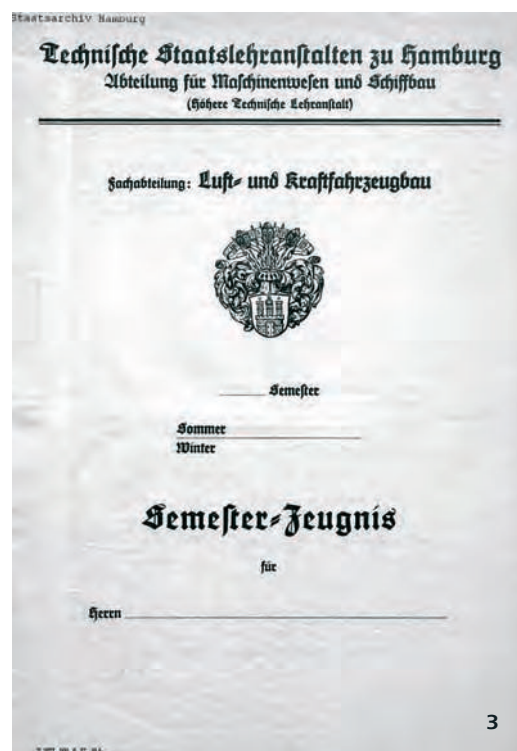 Staatsarchiv Hamburg
Technische Staatslehranstalten zu Hamburg
Abteilung für Maschinenwesen und Schiffbau
(Höhere Technische Lehranstalt)
Fachabteilung: Luft- und Kraftfahrzeugbau
Semester
Sommer
Winter
Semester-Zeugnis
für
Herrn
3